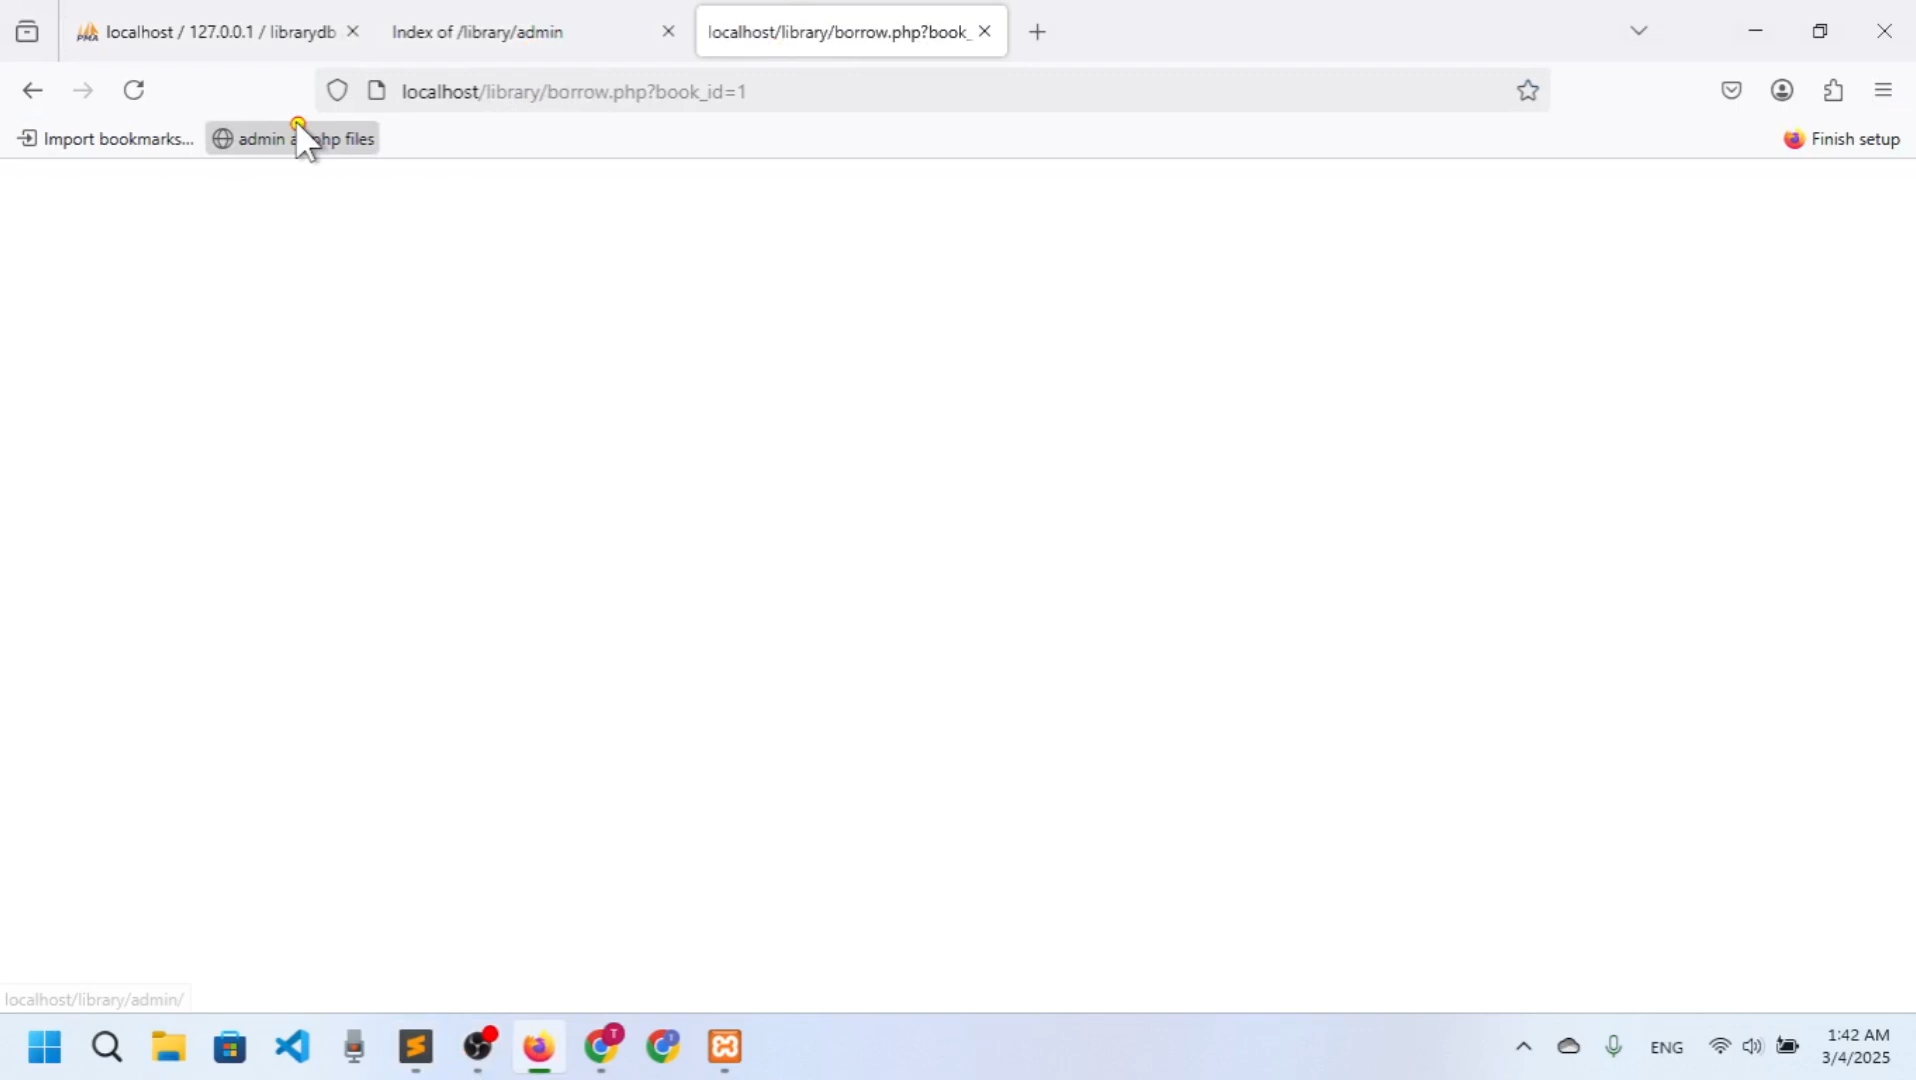 localhost / 127.0.0.1 / librarydb
Index of /library/admin
localhost/library/borrow.php?book_
localhost/library/borrow.php?book_id=1
Import bookmarks...
admin a php files
Finish setup
localhost/library/admin/
ENG
1:42 AM
3/4/2025